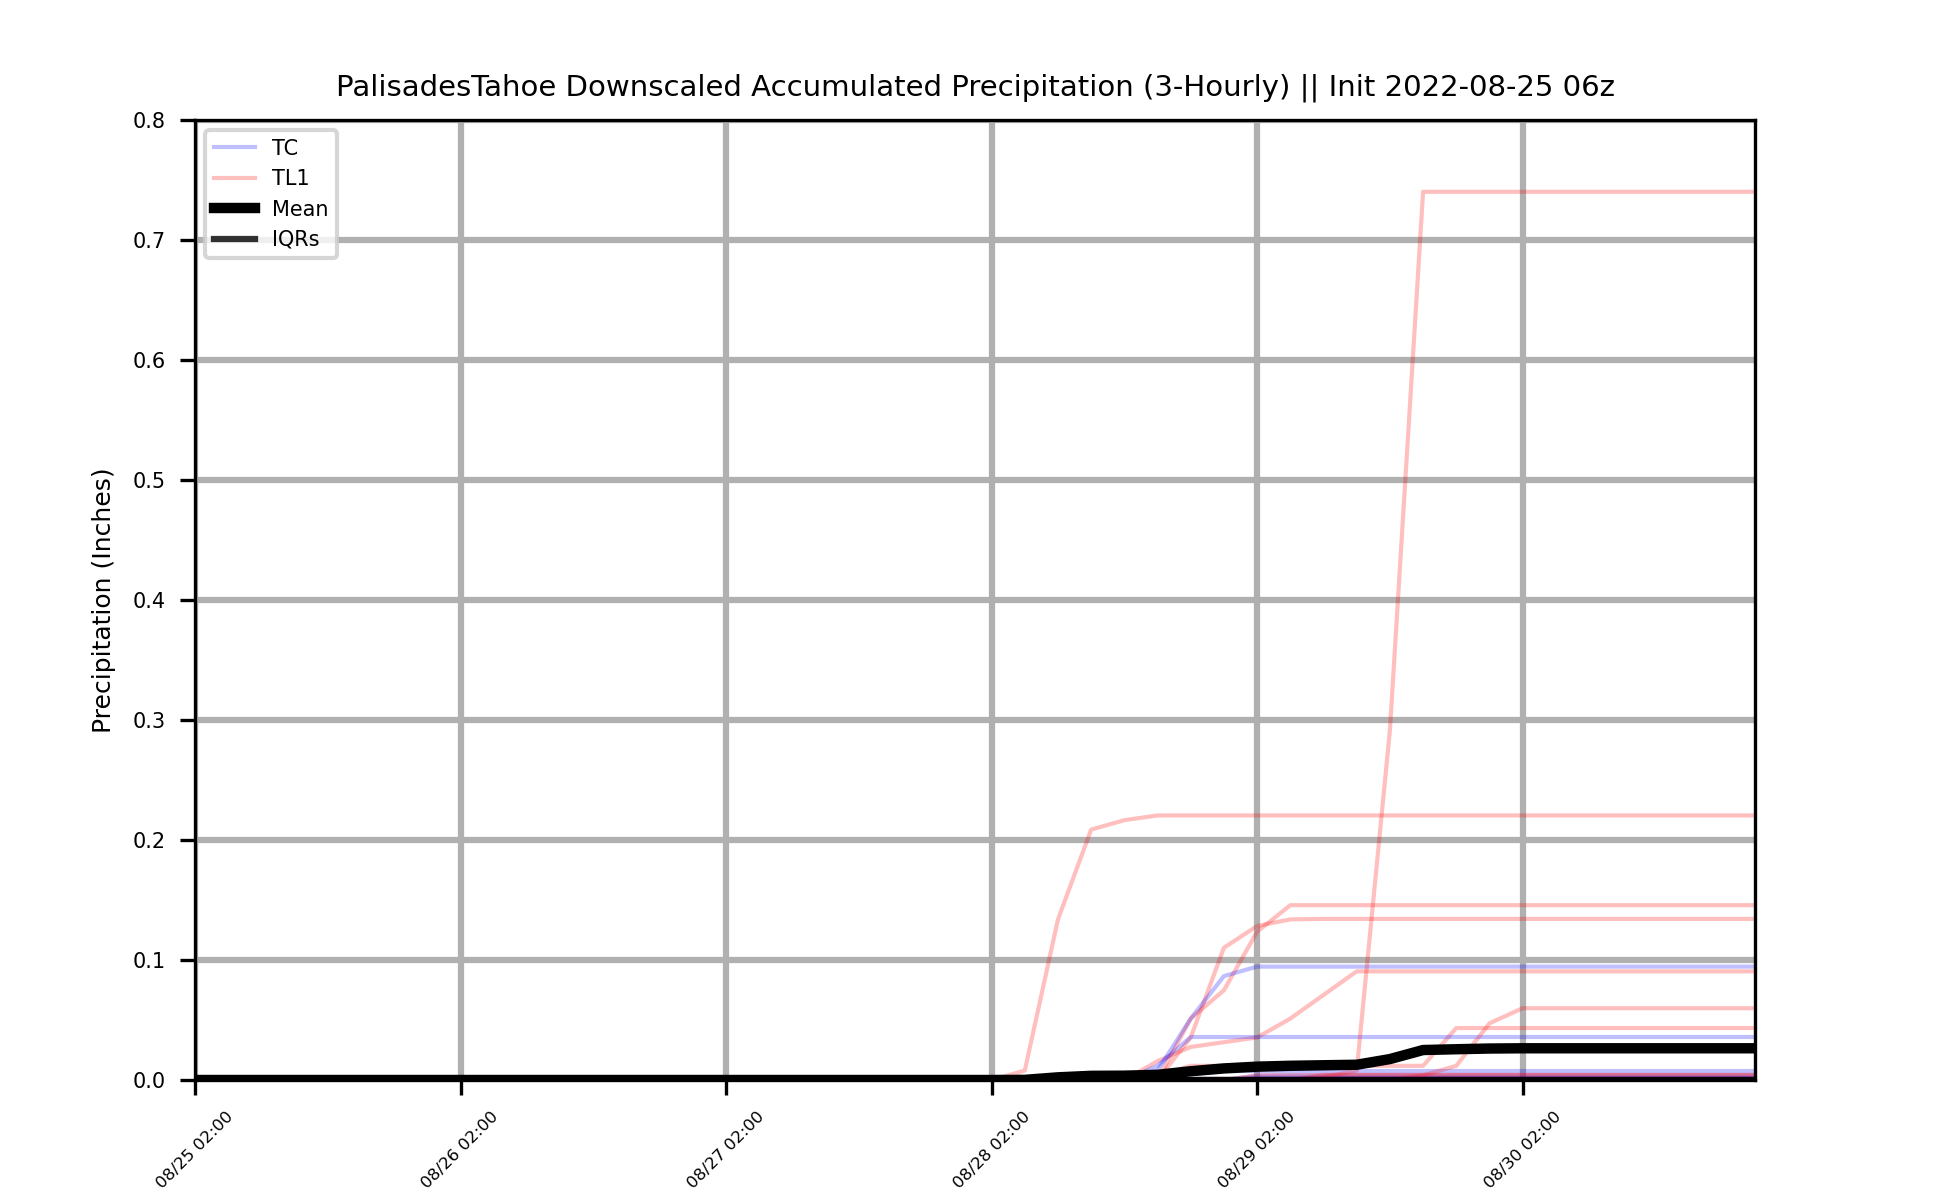 PalisadesTahoe Downscaled Accumulated Precipitation (3-Hourly) || Init 2022-08-25 06z
TC
TL1
Mean
IQRs
Precipitation (Inches)
0.8
0.7
0.6
0.5
0.4
0.3
0.2
0.1
0.0
08/25 02:00
08/26 02:00
08/27 02:00
08/28 02:00
08/29 02:00
08/30 02:00